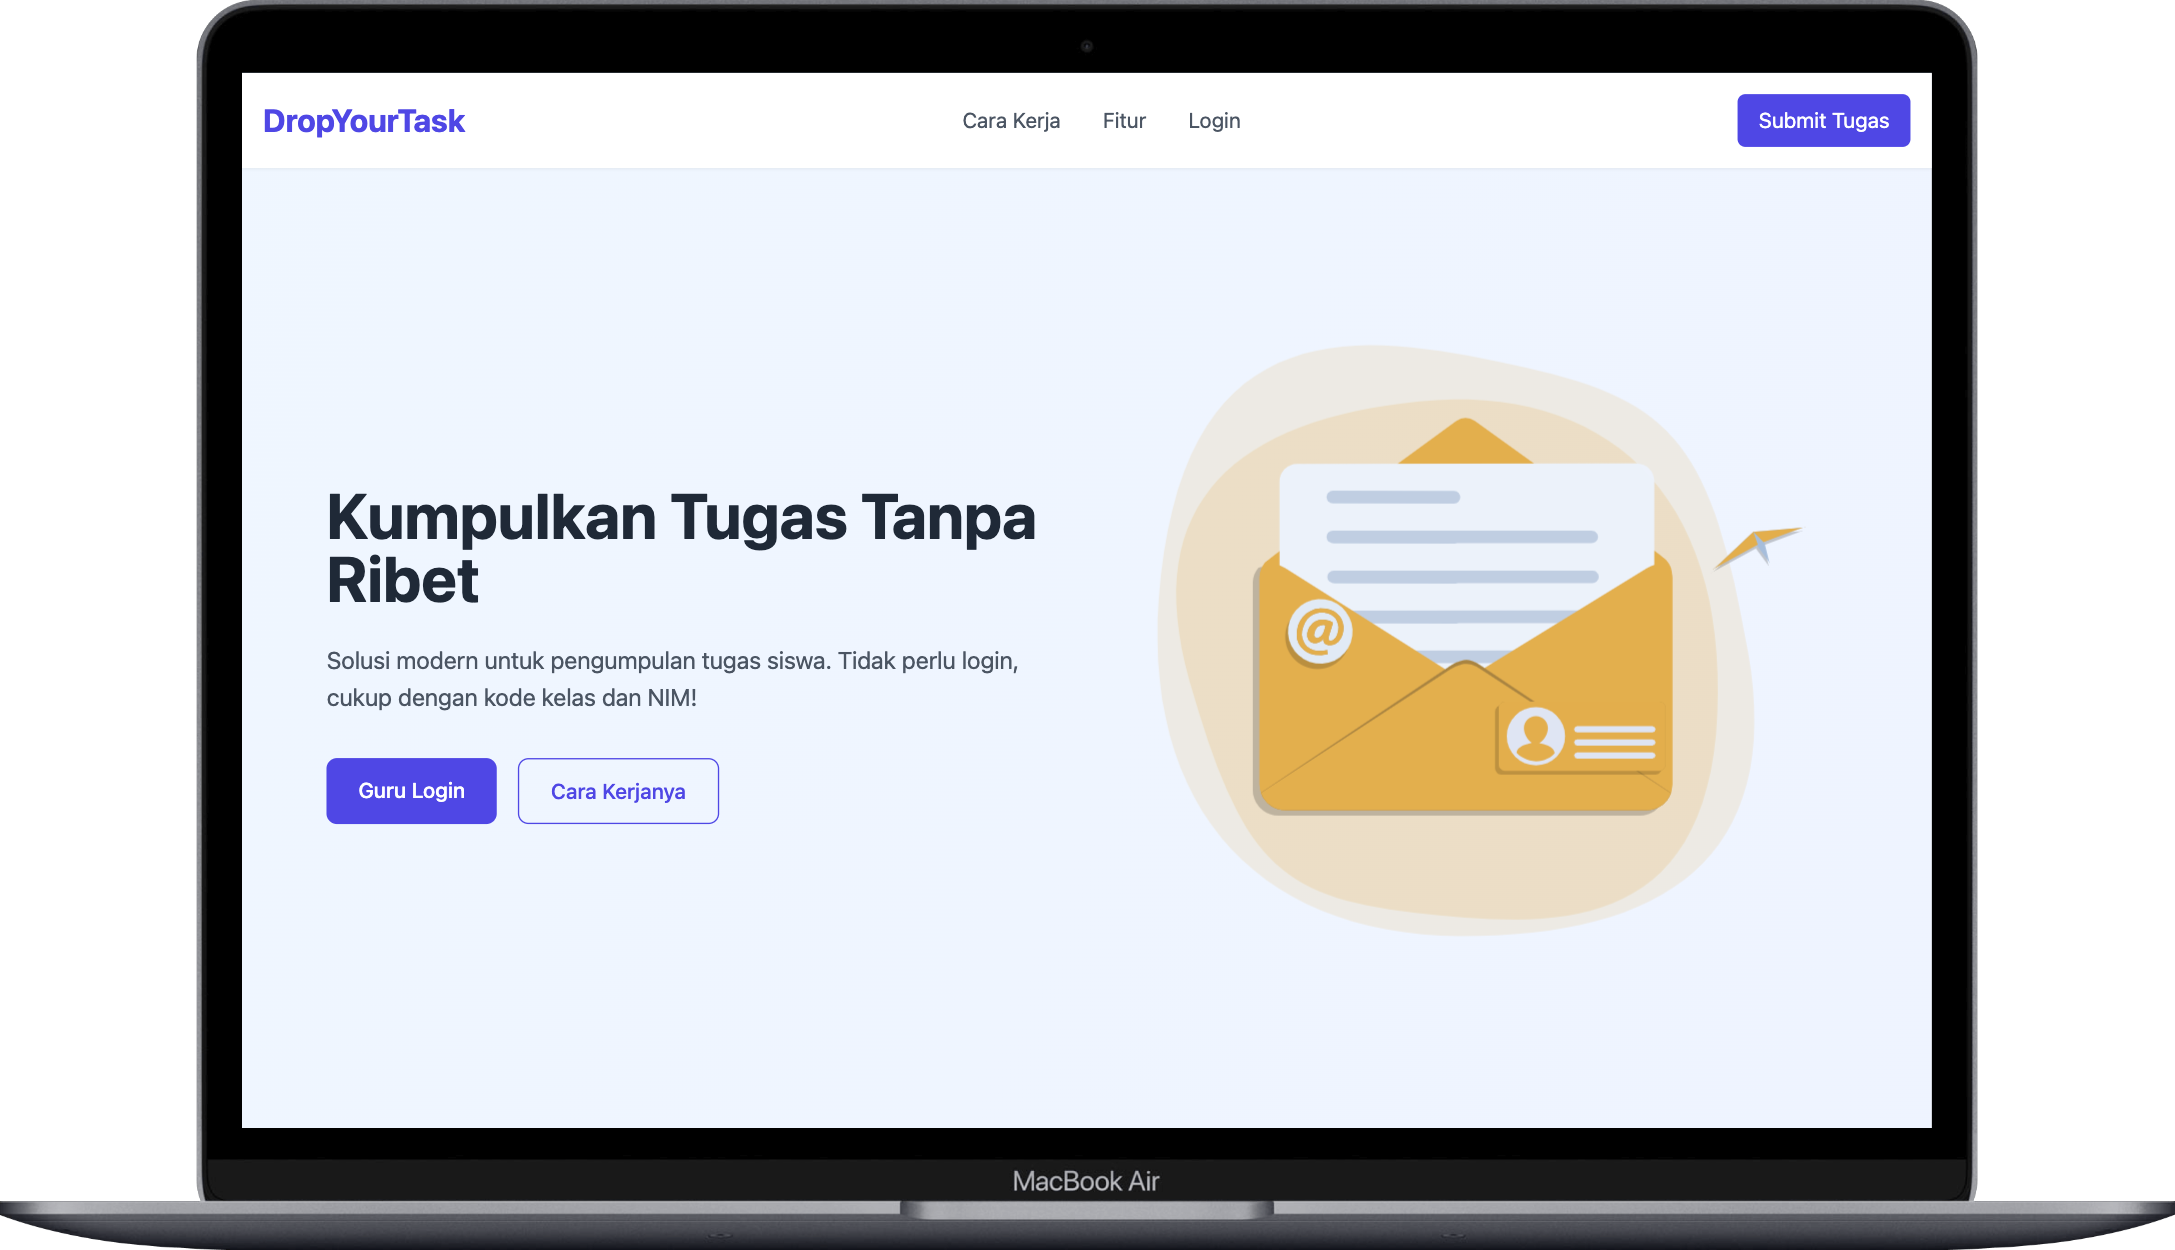 DropYourTask
Cara Kerja
Fitur
Login
Submit Tugas
Kumpulkan Tugas Tanpa
Ribet
Solusi modern untuk pengumpulan tugas siswa. Tidak perlu login,
cukup dengan kode kelas dan NIM!
Guru Login
Cara Kerjanya
@
MacBook Air